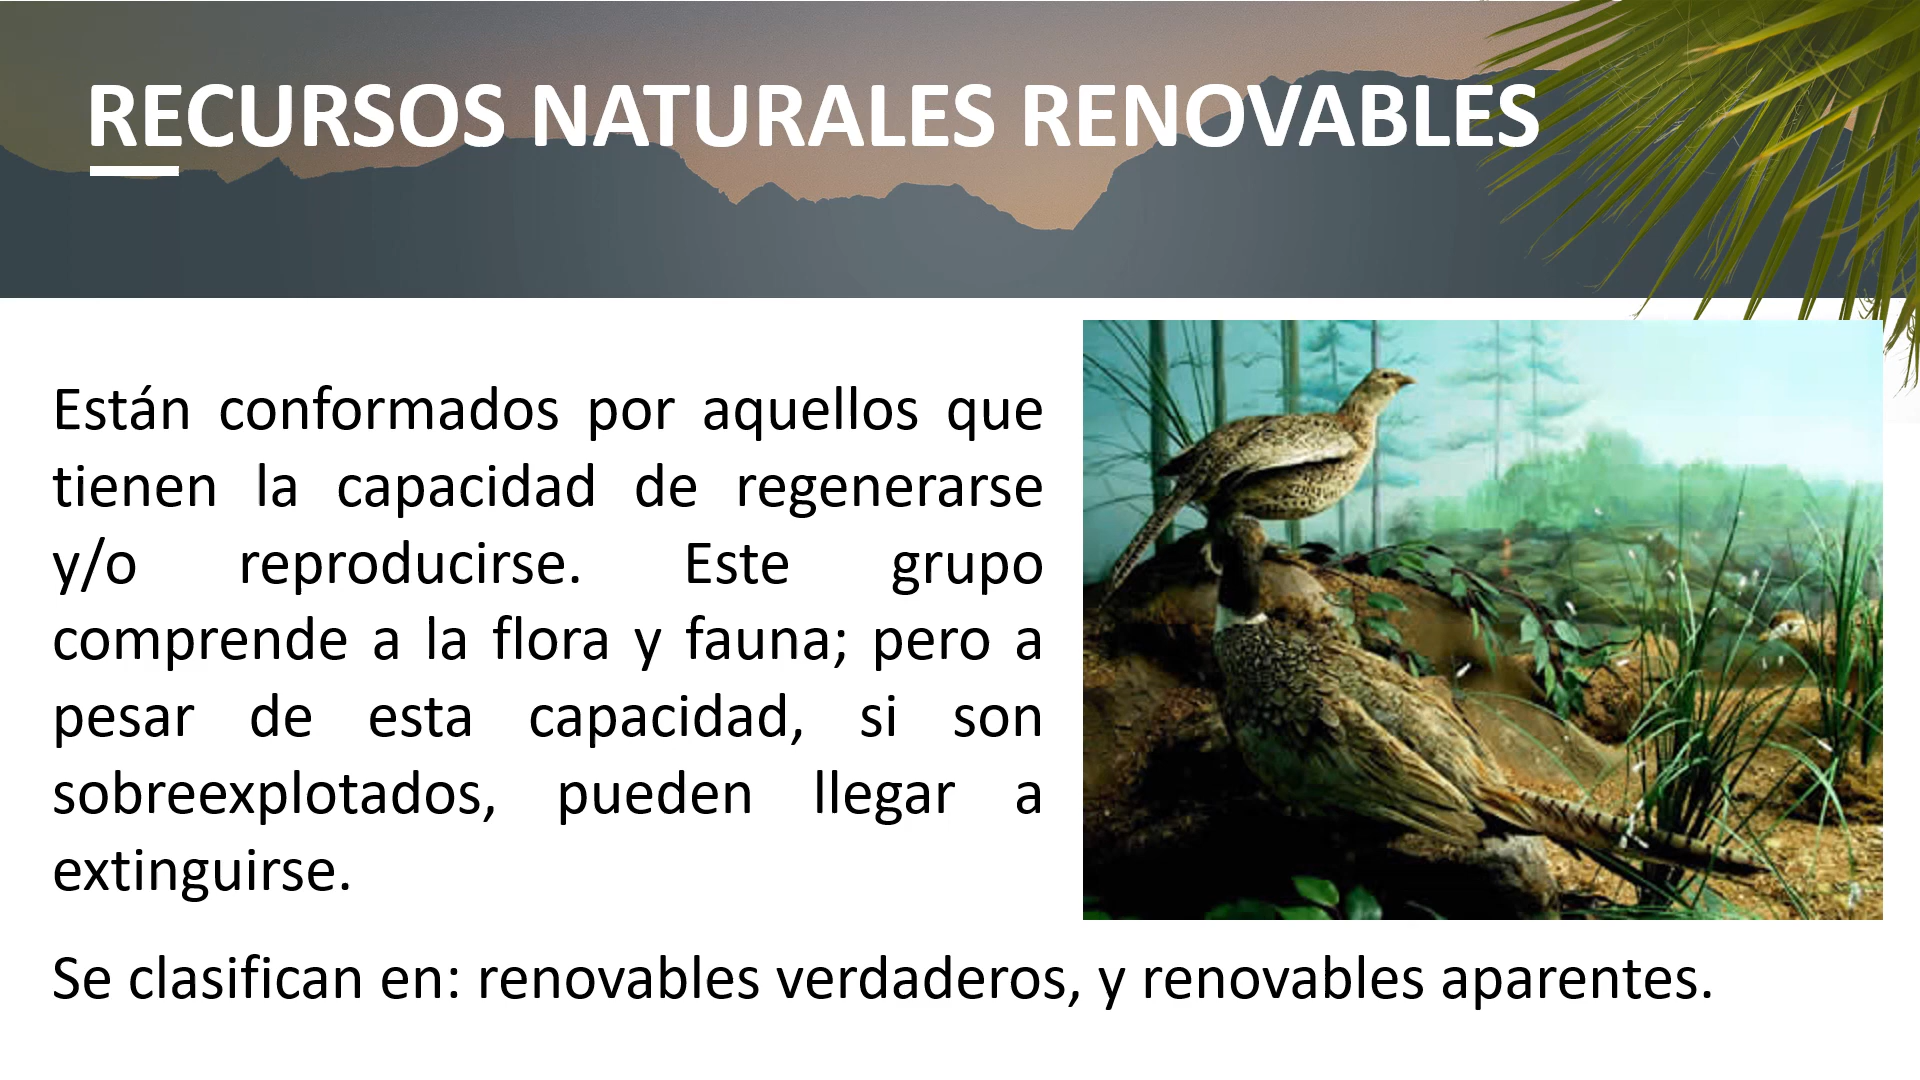 RECURSOS NATURALES RENOVABLES
Están conformados por aquellos que
tienen la capacidad de regenerarse
y/o reproducirse. Este grupo
comprende a la flora y fauna; pero a
pesar de esta capacidad, si son
sobreexplotados, pueden llegar a
extinguirse.
Se clasifican en: renovables verdaderos, y renovables aparentes.